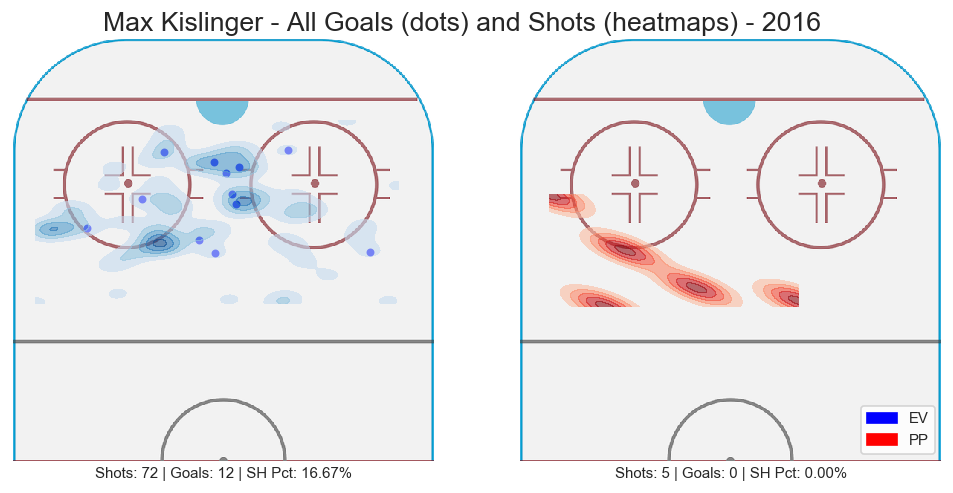 Max Kislinger - All Goals (dots) and Shots (heatmaps) - 2016
EV
PP
Shots: 72 | Goals: 12 | SH Pct: 16.67%
Shots: 5 | Goals: 0 | SH Pct: 0.00%